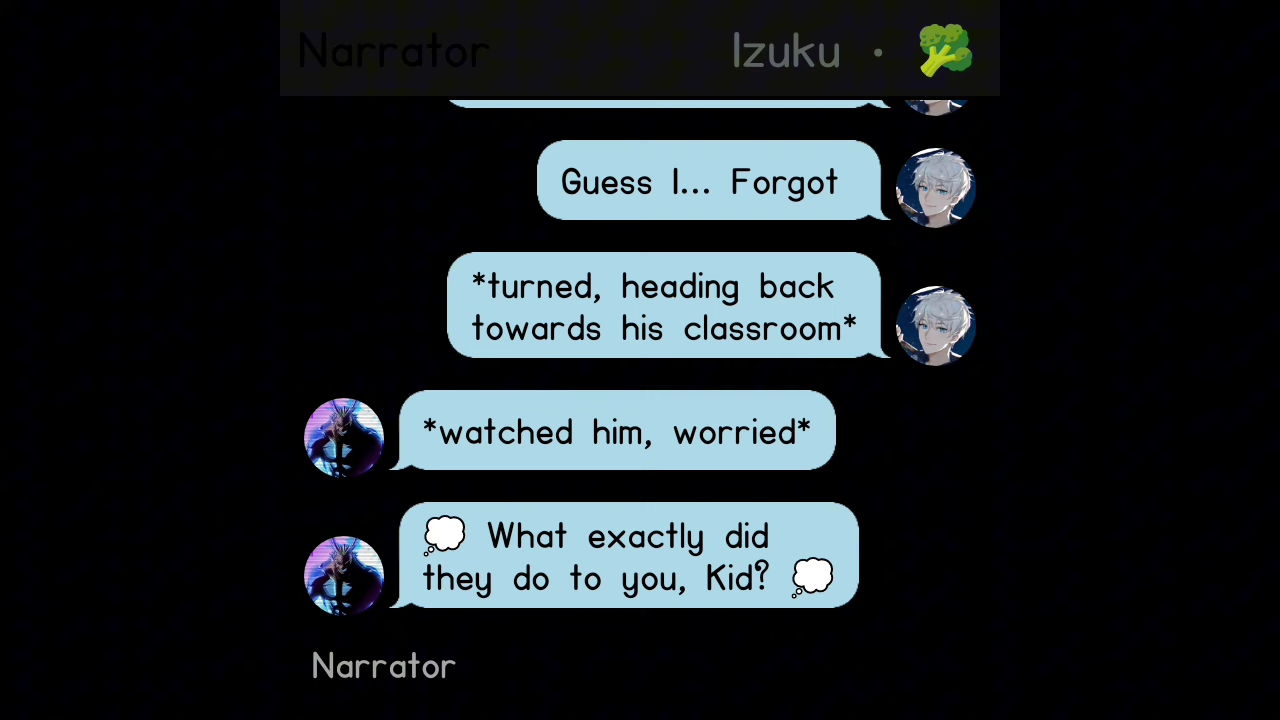 Narrator
Izuku • 🥦
Guess I... Forgot
*turned, heading back
towards his classroom*
*watched him, worried*
💭 What exactly did
they do to you, Kid? 💭
Narrator